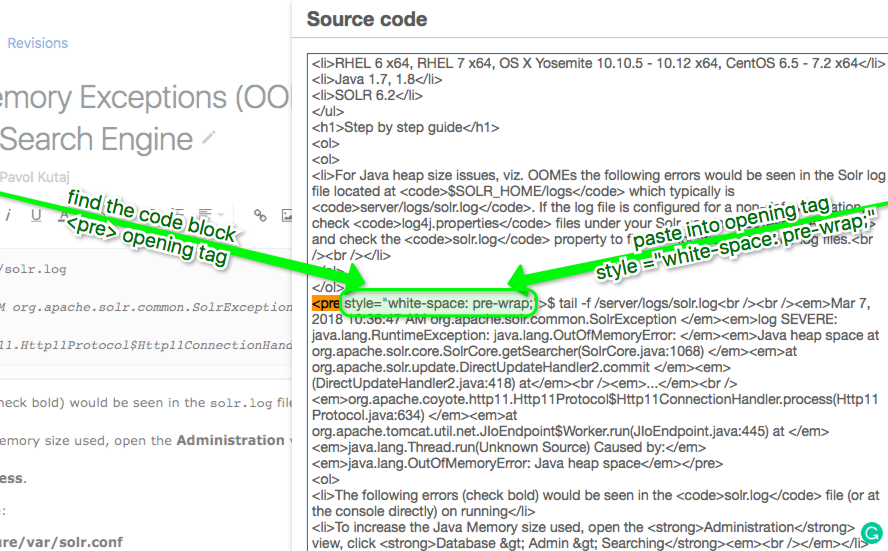 Revisions
emory Exceptions (OO
Search Engine
Pavol Kutaj
i U A
find the code block
<pre> opening tag
/solr.log
M org.apache.solr.common.SolrException
11.Http11Protocol$Http11ConnectionHand
check bold) would be seen in the solr.log file
emory size used, open the Administration
ess.
e:
ure/var/solr.conf
Source code
<li>RHEL 6 x64, RHEL 7 x64, OS X Yosemite 10.10.5 - 10.12 x64, CentOS 6.5 - 7.2 x64</li>
<li>Java 1.7, 1.8</li>
<li>SOLR 6.2</li>
</ul>
<h1>Step by step guide</h1>
<ol>
<ol>
<li>For Java heap size issues, viz. OOMEs the following errors would be seen in the Solr log
file located at <code>$SOLR_HOME/logs</code> which typically is
<code>server/logs/solr.log</code>. If the log file is configured for a
check <code>log4j.properties</code> files under your
and check the <code>solr.log</code> property to log files.<br
/><br /></li>
</ol>
</ol>
paste into opening tag
style ="white-space: pre-wrap;"
<pre style="white-space: pre-wrap;">$ tail -f /server/logs/solr.log<br /><br /><em>Mar 7,
2018 10:36:47 AM org.apache.solr.common.SolrException </em><em>log SEVERE:
java.lang.RuntimeException: java.lang.OutOfMemoryError: </em><em>Java heap space at
org.apache.solr.core.SolrCore.getSearcher(SolrCore.java:1068) </em><em>at
org.apache.solr.update.DirectUpdateHandler2.commit </em><em>
(DirectUpdateHandler2.java:418) at</em><br /><em>...</em><br />
<em>org.apache.coyote.http11.Http11Protocol$Http11ConnectionHandler.process(Http11
Protocol.java:634) </em><em>at
org.apache.tomcat.util.net.JIoEndpoint$Worker.run(JIoEndpoint.java:445) at </em>
<em>java.lang.Thread.run(Unknown Source) Caused by:</em>
<em>java.lang.OutOfMemoryError: Java heap space</em></pre>
<ol>
<li>The following errors (check bold) would be seen in the <code>solr.log</code> file (or at
the console directly) on running</li>
<li>To increase the Java Memory size used, open the <strong>Administration</strong>
view, click <strong>Database &gt; Admin &gt; Searching</strong><em><br /></em></li>